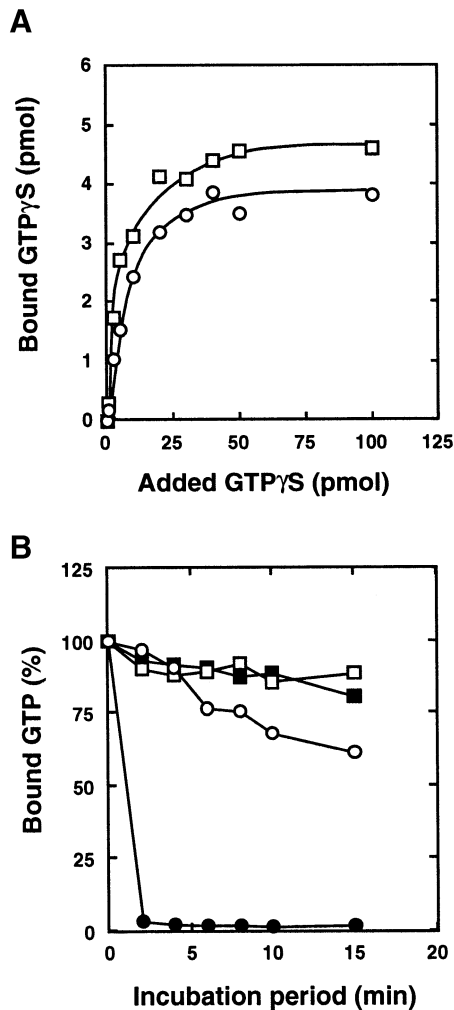 A
6
5
4
3
2
1
0
0 25 50 75 100 125
Bound GTPγS (pmol)
Added GTPγS (pmol)
B
125
100
75
50
25
0
0 5 10 15 20
Bound GTP (%)
Incubation period (min)